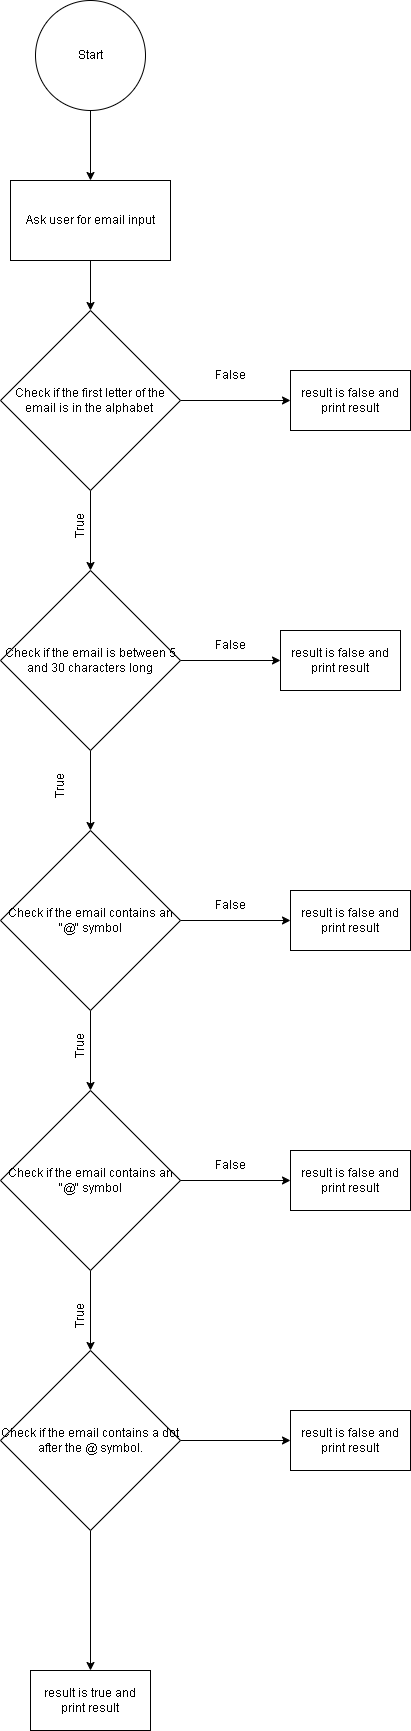 Start
Ask user for email input
False
Check if the first letter of the
email is in the alphabet
result is false and
print result
True
False
Check if the email is between 5
and 30 characters long
result is false and
print result
True
False
Check if the email contains an
"@" symbol
result is false and
print result
True
False
Check if the email contains an
"@" symbol
result is false and
print result
True
Check if the email contains a dot
after the @ symbol.
result is false and
print result
result is true and
print result